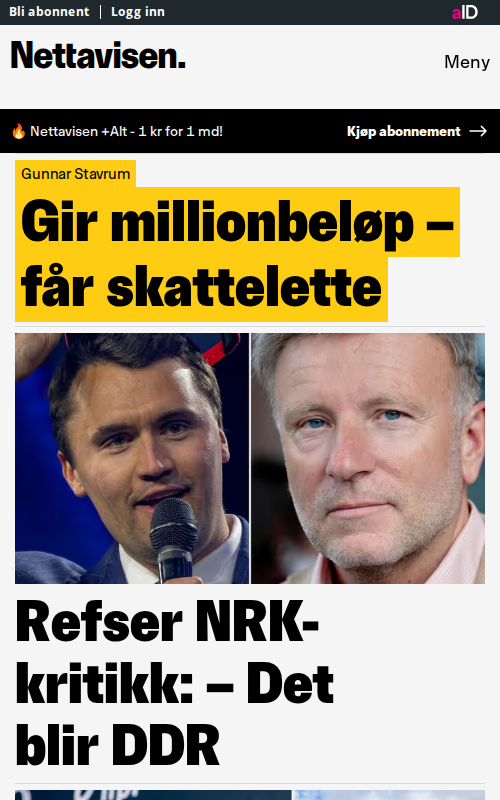 Bli abonnent | Logg inn
aID
Nettavisen.
Meny
🔥 Nettavisen +Alt - 1 kr for 1 md!
Kjøp abonnement →
Gunnar Stavrum
Gir millionbeløp –
får skattelette
Refser NRK-
kritikk: – Det
blir DDR